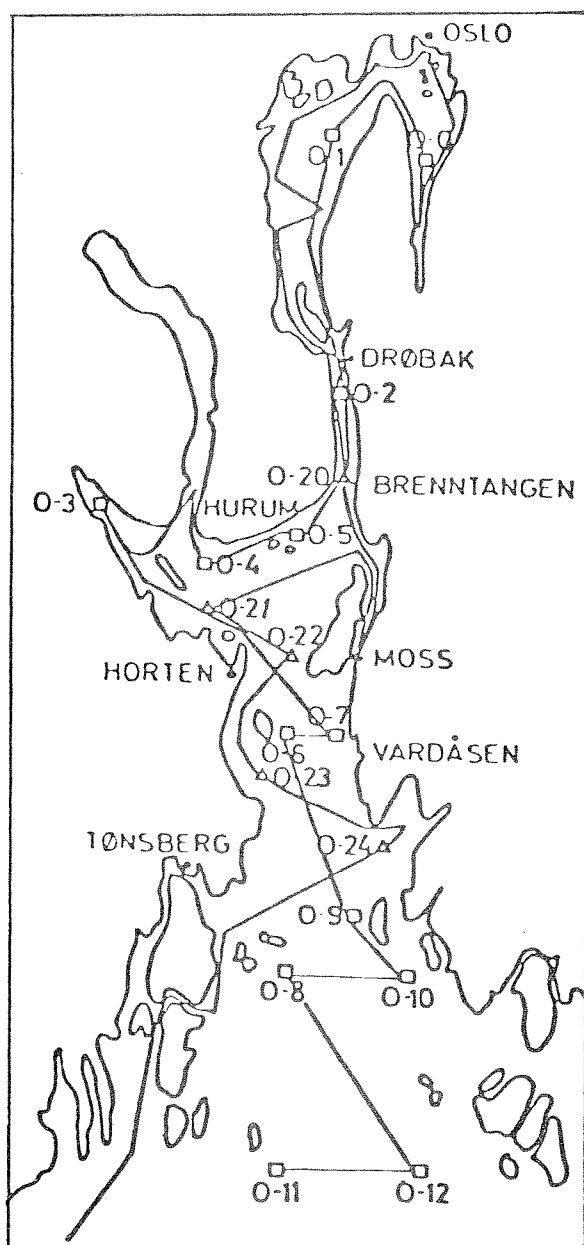 OSLO
O-1
DRØBAK
O-2
O-20
BRENNTANGEN
O-3
HURUM
O-5
O-4
O-21
O-22
MOSS
HORTEN
O-7
VARDÅSEN
O-6
O-23
TØNSBERG
O-24
O-9
O-8
O-10
O-11
O-12